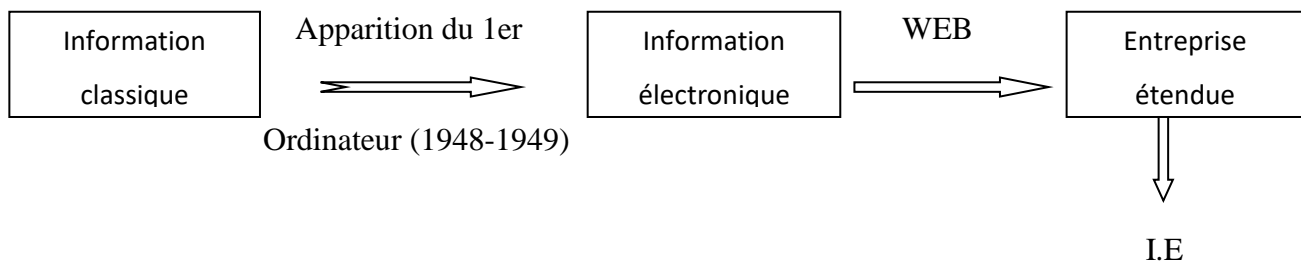 Information
classique
Apparition du 1er
Ordinateur (1948-1949)
Information
électronique
WEB
Entreprise
étendue
I.E